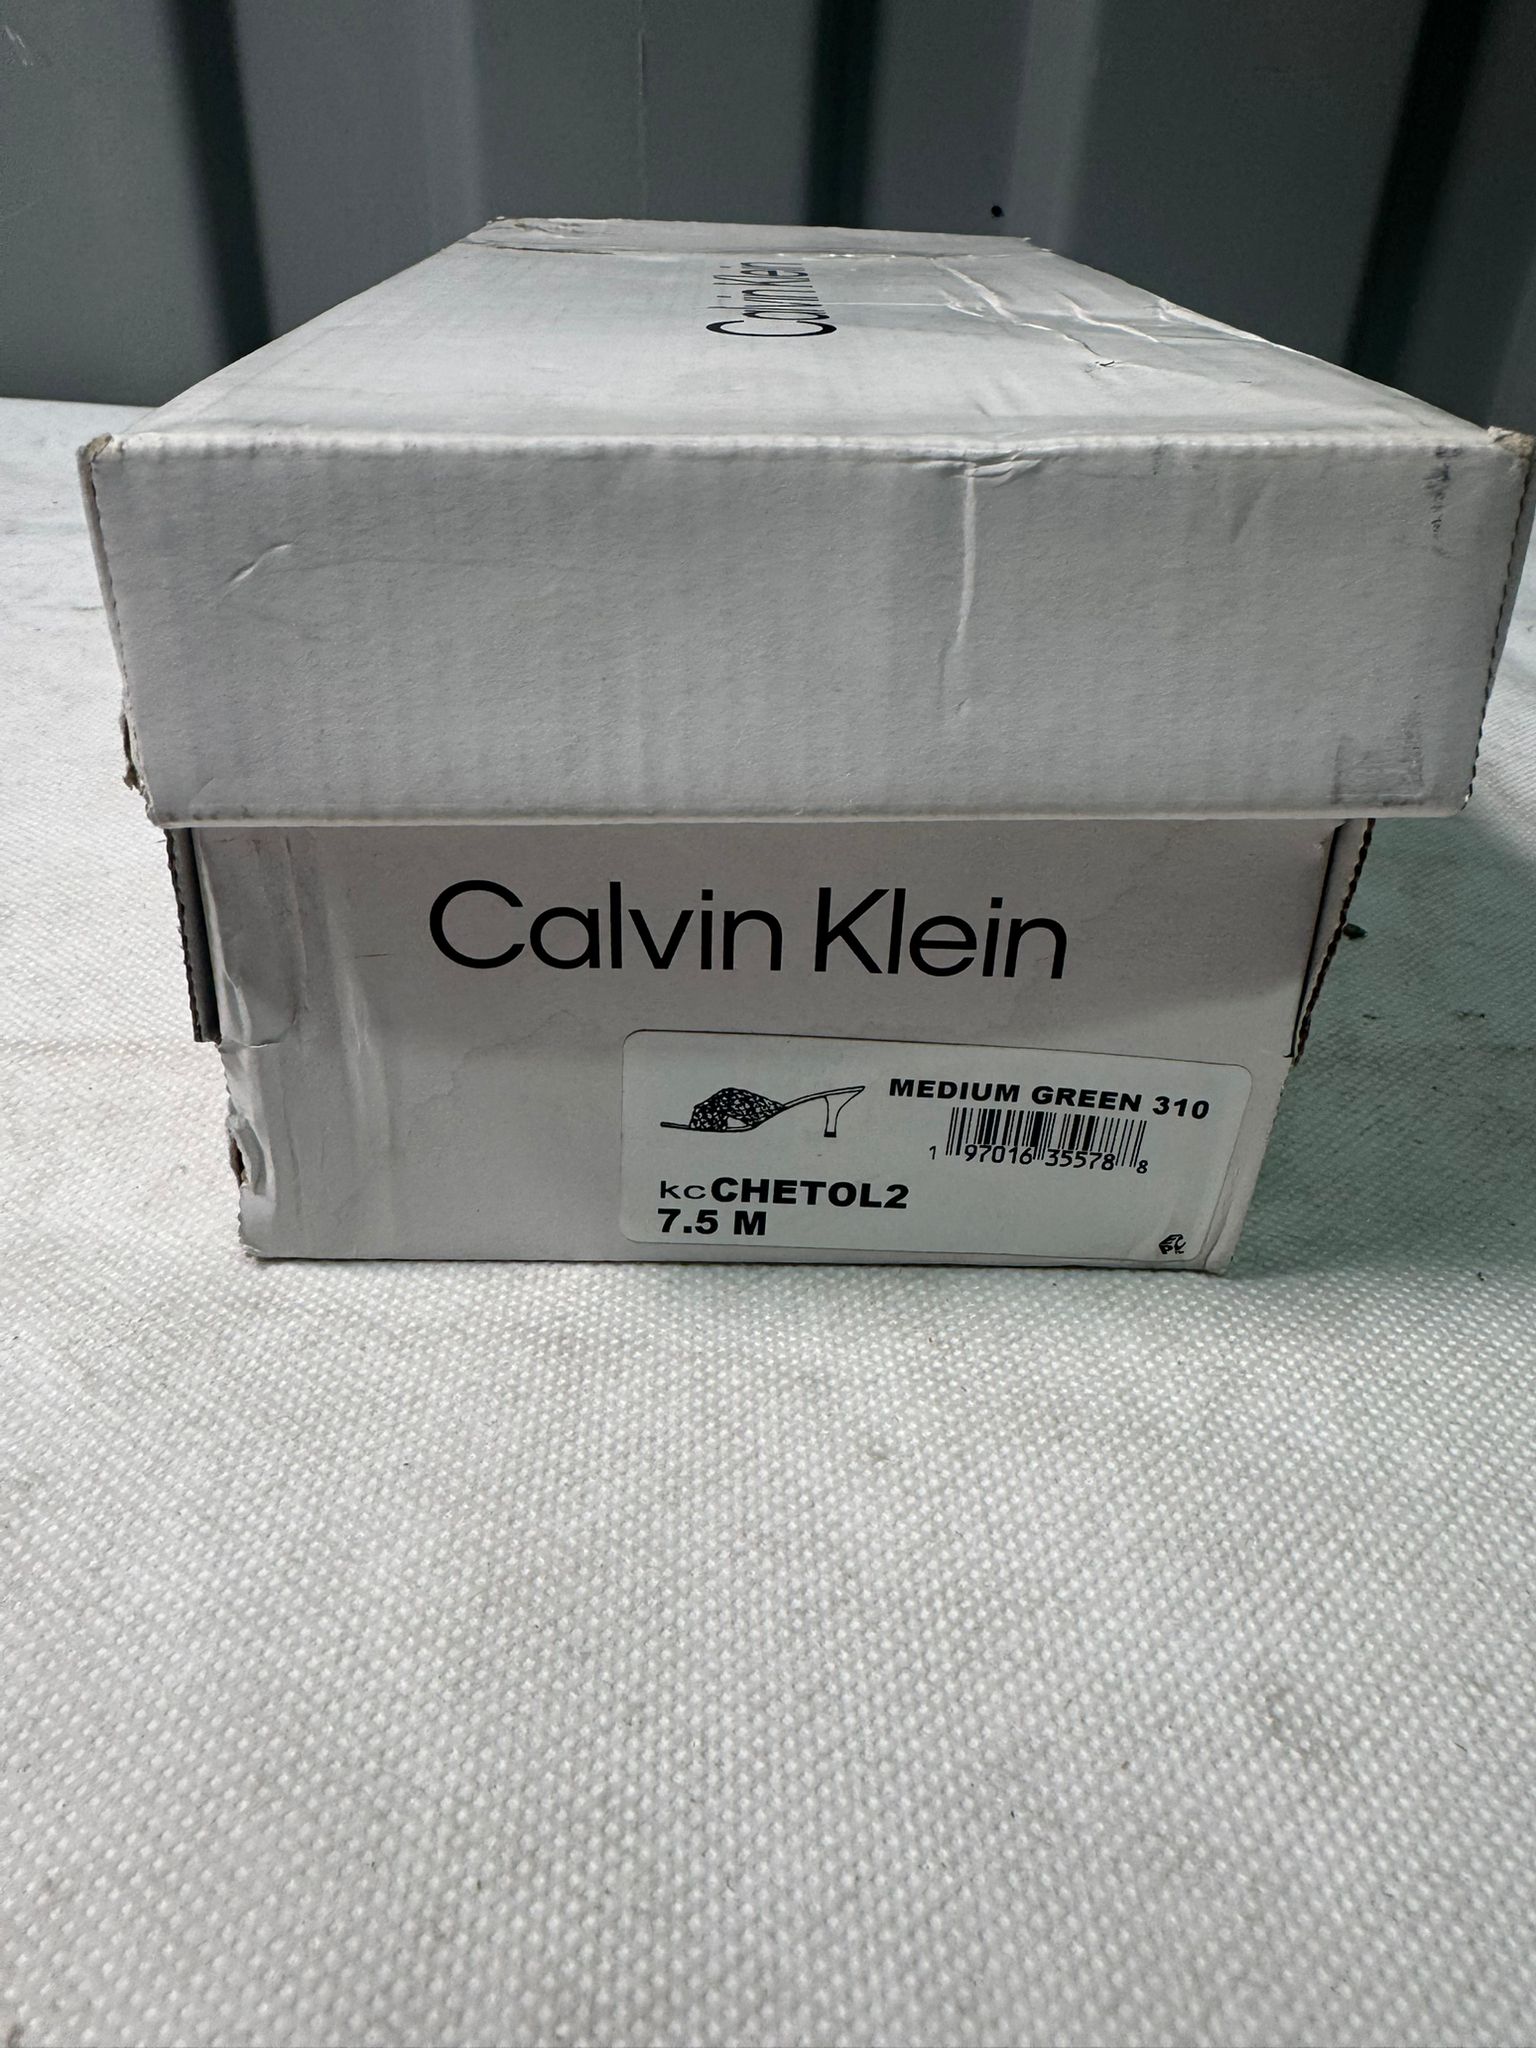 Calvin Klein
Calvin Klein
MEDIUM GREEN 310
1 97016 35578 8
kcCHETOL2
7.5 M